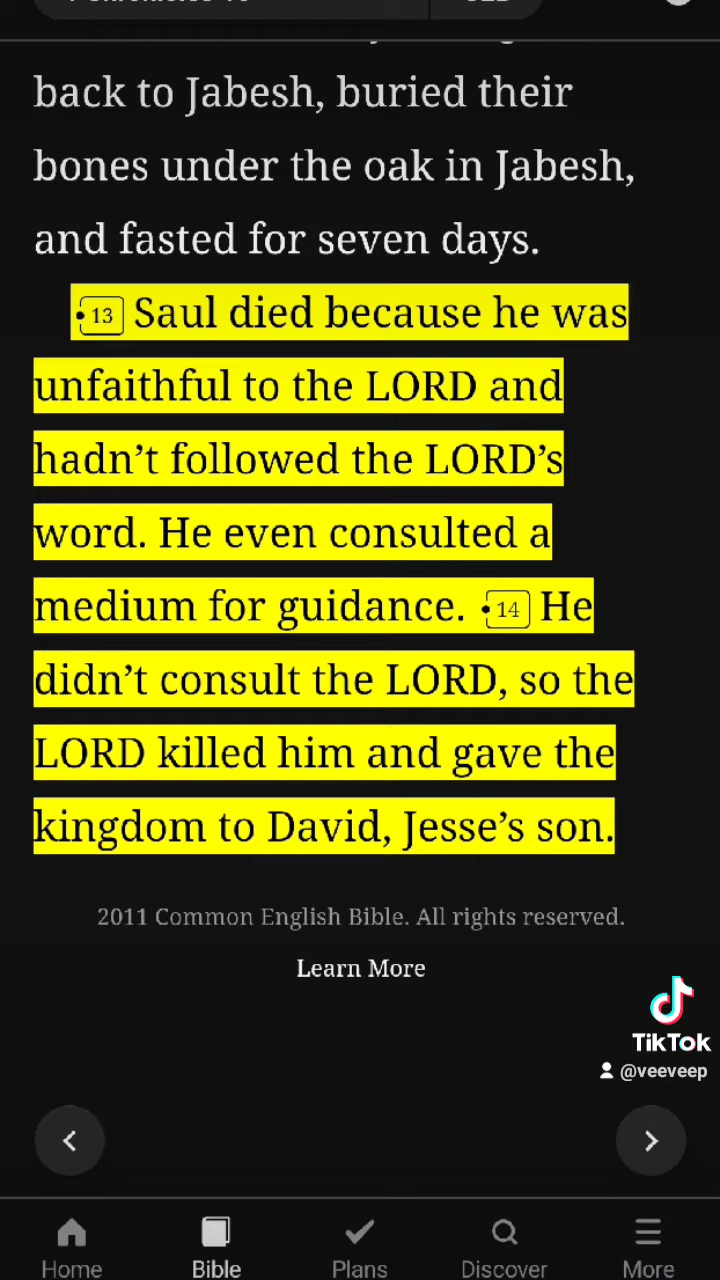 back to Jabesh, buried their
bones under the oak in Jabesh,
and fasted for seven days.
13 Saul died because he was
unfaithful to the LORD and
hadn’t followed the LORD’s
word. He even consulted a
medium for guidance. 14 He
didn’t consult the LORD, so the
LORD killed him and gave the
kingdom to David, Jesse’s son.
2011 Common English Bible. All rights reserved.
Learn More
TikTok
@veeveep
Home Bible Plans Discover More